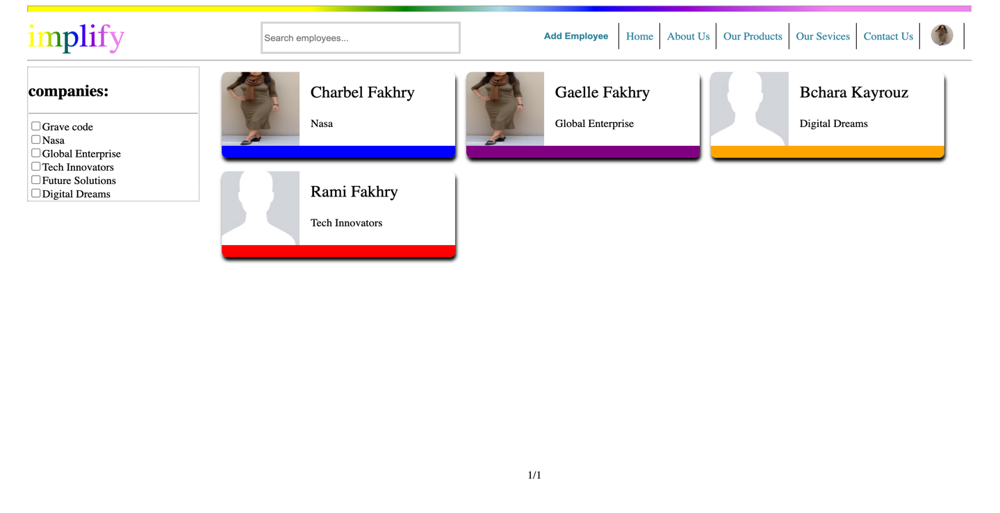 implify
Search employees...
Add Employee
Home
About Us
Our Products
Our Sevices
Contact Us
companies:
Grave code
Nasa
Global Enterprise
Tech Innovators
Future Solutions
Digital Dreams
Charbel Fakhry
Nasa
Gaelle Fakhry
Global Enterprise
Bchara Kayrouz
Digital Dreams
Rami Fakhry
Tech Innovators
1/1